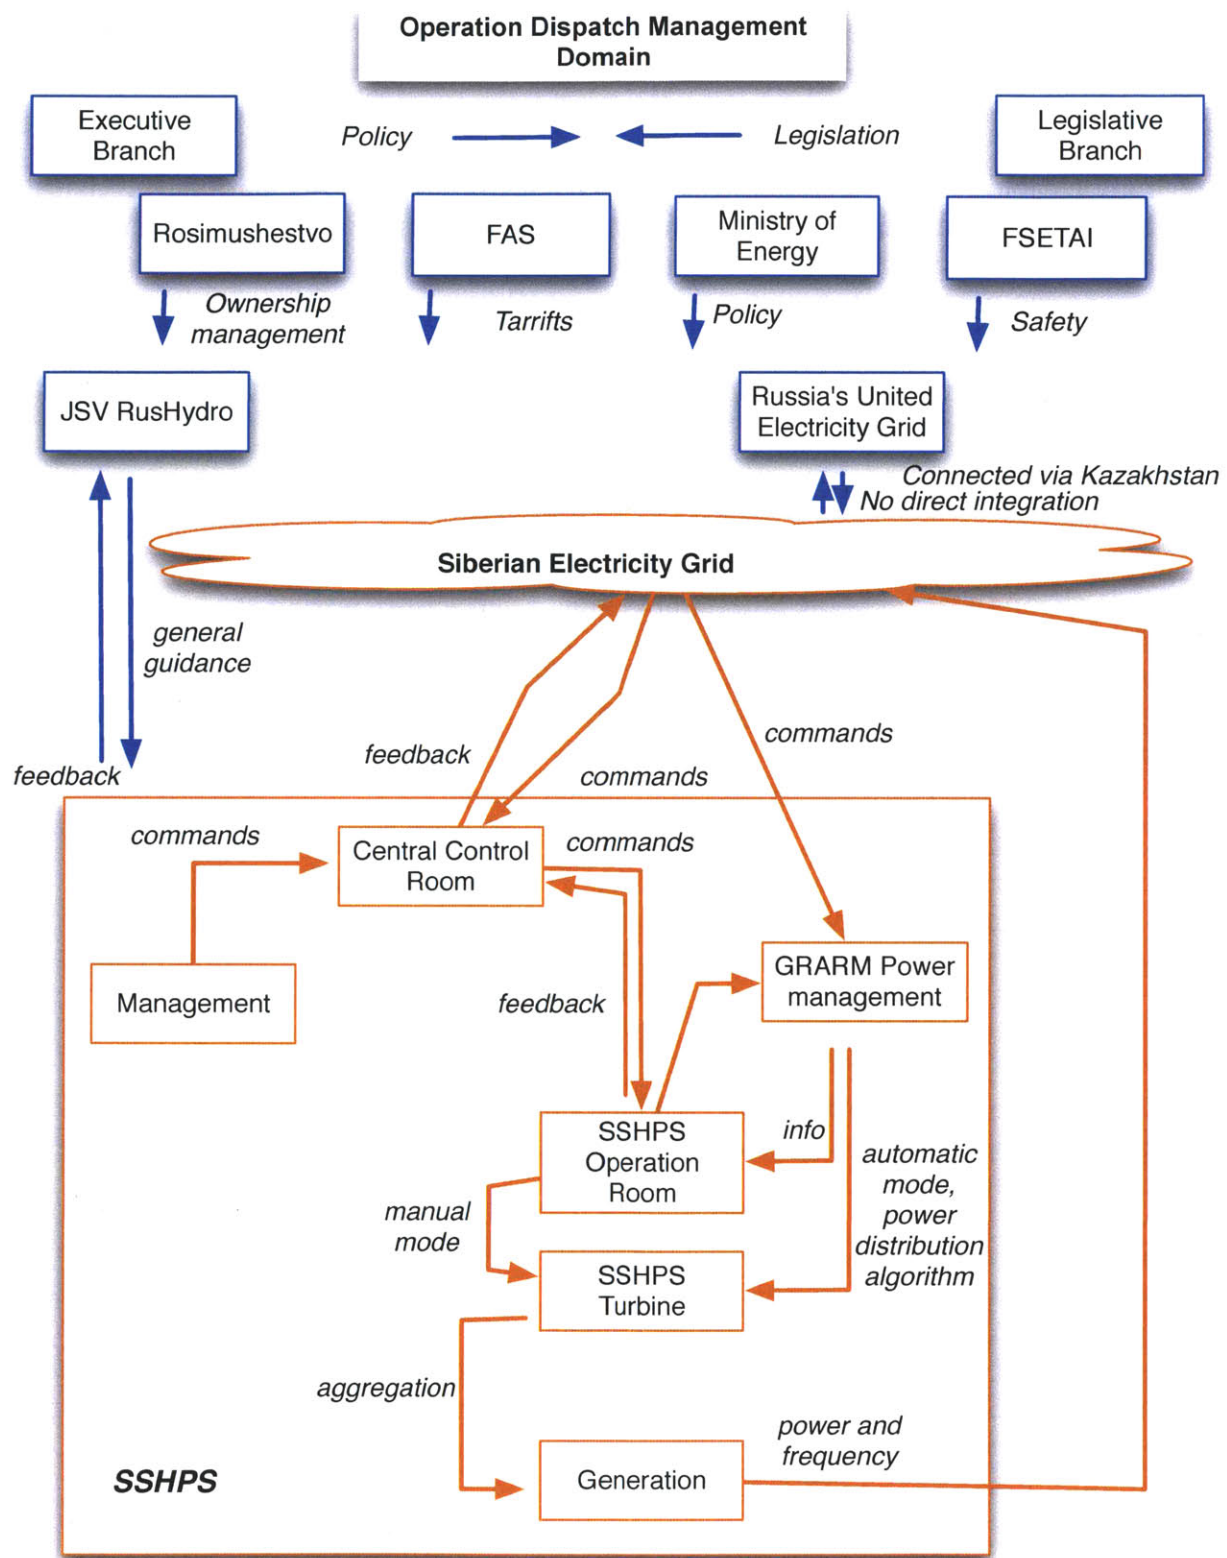 Operation Dispatch Management
Domain
Executive
Branch
Policy
Legislation
Legislative
Branch
Rosimushestvo
FAS
Ministry of
Energy
FSETAI
Ownership
management
Tarrifts
Policy
Safety
JSV RusHydro
Russia's United
Electricity Grid
Connected via Kazakhstan
No direct integration
Siberian Electricity Grid
general
guidance
feedback
feedback
commands
commands
commands
Central Control
Room
commands
Management
feedback
GRARM Power
management
SSHPS
Operation
Room
info
automatic
mode,
power
distribution
algorithm
manual
mode
SSHPS
Turbine
aggregation
Generation
power and
frequency
SSHPS